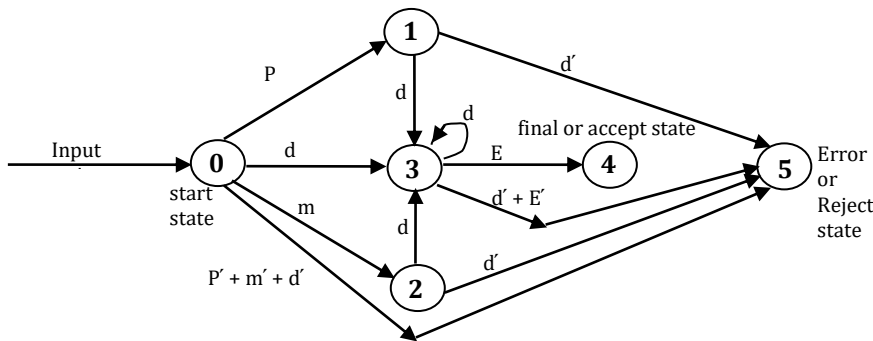 1
P
d′
d
d
final or accept state
Input
0
d
3
E
4
5
Error
or
Reject
state
start
state
m
d′ + E′
d
d′
P′ + m′ + d′
2